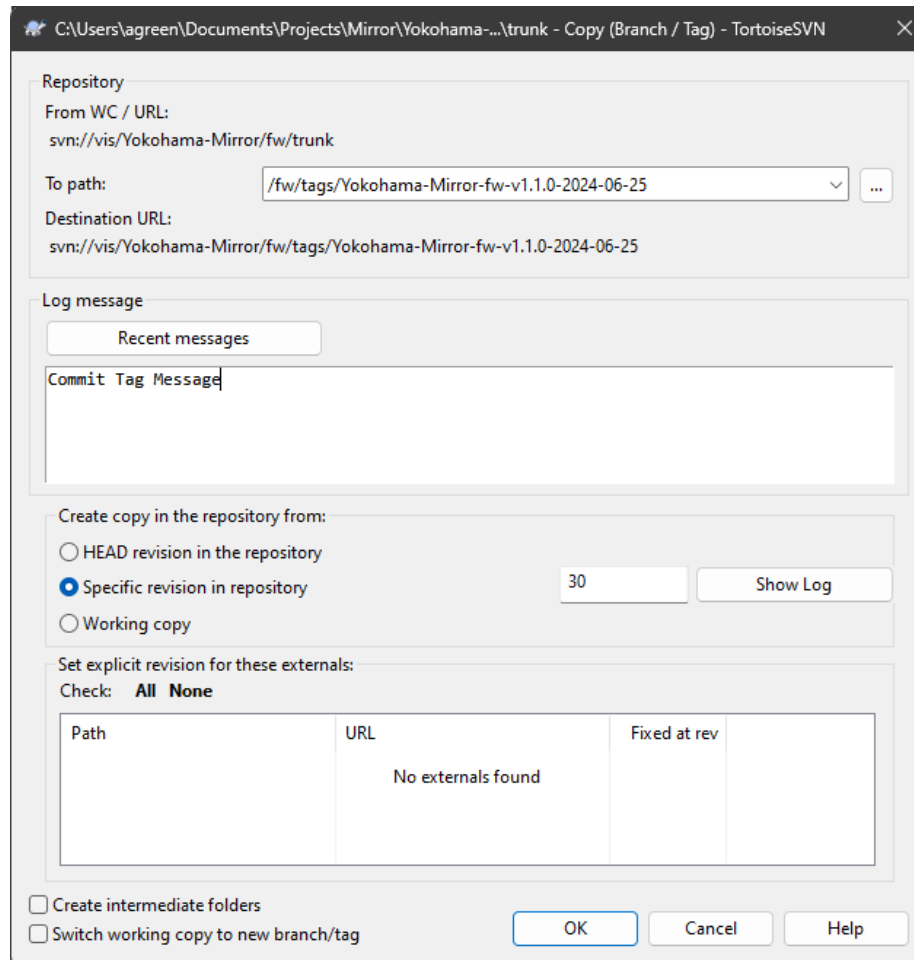 C:\Users\agreen\Documents\Projects\Mirror\Yokohama-...\trunk - Copy (Branch / Tag) - TortoiseSVN
Repository
From WC / URL:
svn://vis/Yokohama-Mirror/fw/trunk
To path:
/fw/tags/Yokohama-Mirror-fw-v1.1.0-2024-06-25
...
Destination URL:
svn://vis/Yokohama-Mirror/fw/tags/Yokohama-Mirror-fw-v1.1.0-2024-06-25
Log message
Recent messages
Commit Tag Message
Create copy in the repository from:
HEAD revision in the repository
Specific revision in repository
30
Show Log
Working copy
Set explicit revision for these externals:
Check: All None
Path URL Fixed at rev
No externals found
Create intermediate folders
Switch working copy to new branch/tag
OK Cancel Help